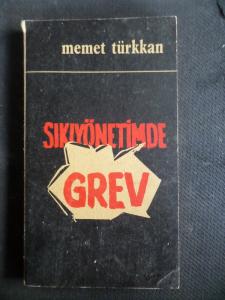 memet türkkan
SIKIYÖNETİMDE
GREV